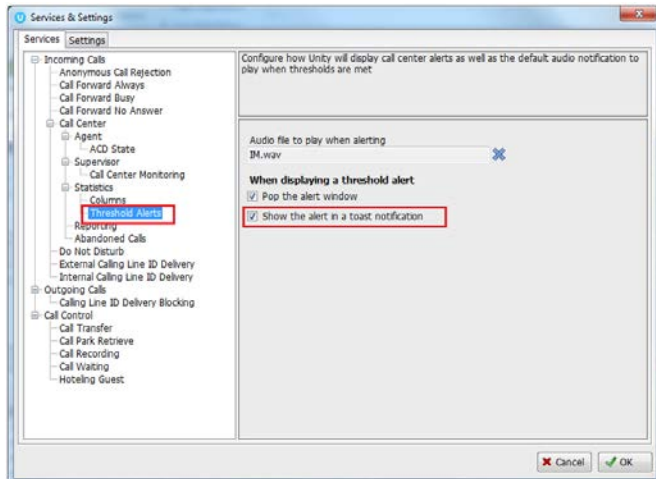 Services & Settings
Services Settings
Incoming Calls
Anonymous Call Rejection
Call Forward Always
Call Forward Busy
Call Forward No Answer
Call Center
Agent
ACD State
Supervisor
Call Center Monitoring
Statistics
Columns
Threshold Alerts
Reporting
Abandoned Calls
Do Not Disturb
External Calling Line ID Delivery
Internal Calling Line ID Delivery
Outgoing Calls
Calling Line ID Delivery Blocking
Call Control
Call Transfer
Call Park Retrieve
Call Recording
Call Waiting
Hoteling Guest
Configure how Unity will display call center alerts as well as the default audio notification to
play when thresholds are met
Audio file to play when alerting
IM.wav
When displaying a threshold alert
Pop the alert window
Show the alert in a toast notification
Cancel OK